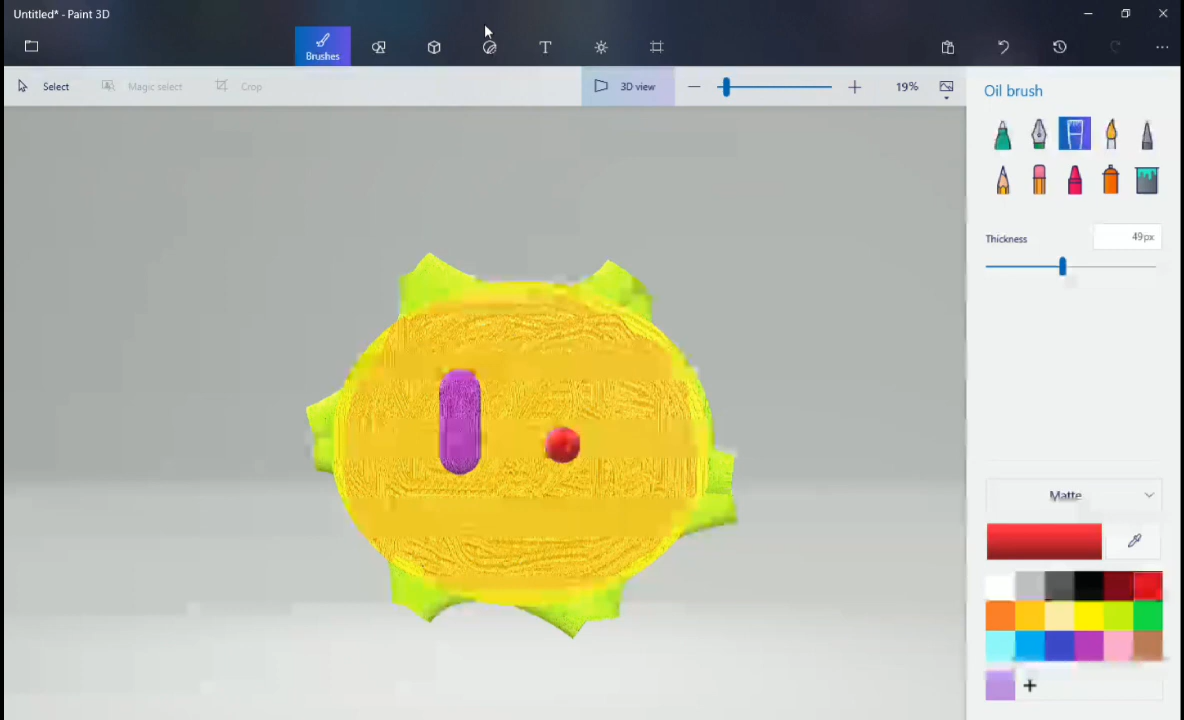 Untitled* - Paint 3D
Brushes
T
Select
Magic select
Crop
3D view
19%
Oil brush
Thickness
49px
Matte